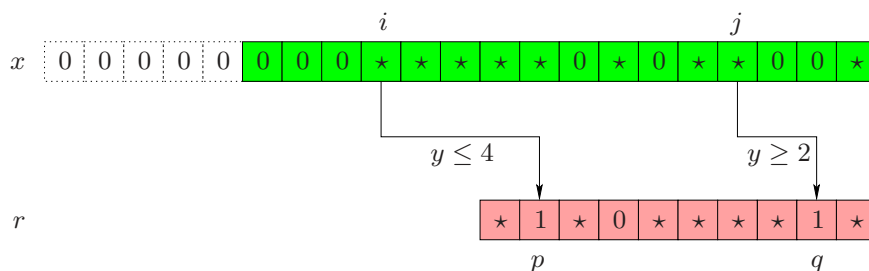 i j
x 0 0 0 0 0 0 0 0 ⋆ ⋆ ⋆ ⋆ ⋆ 0 ⋆ 0 ⋆ ⋆ 0 0 ⋆
y ≤ 4 y ≥ 2
r ⋆ 1 ⋆ 0 ⋆ ⋆ ⋆ ⋆ 1 ⋆
p q